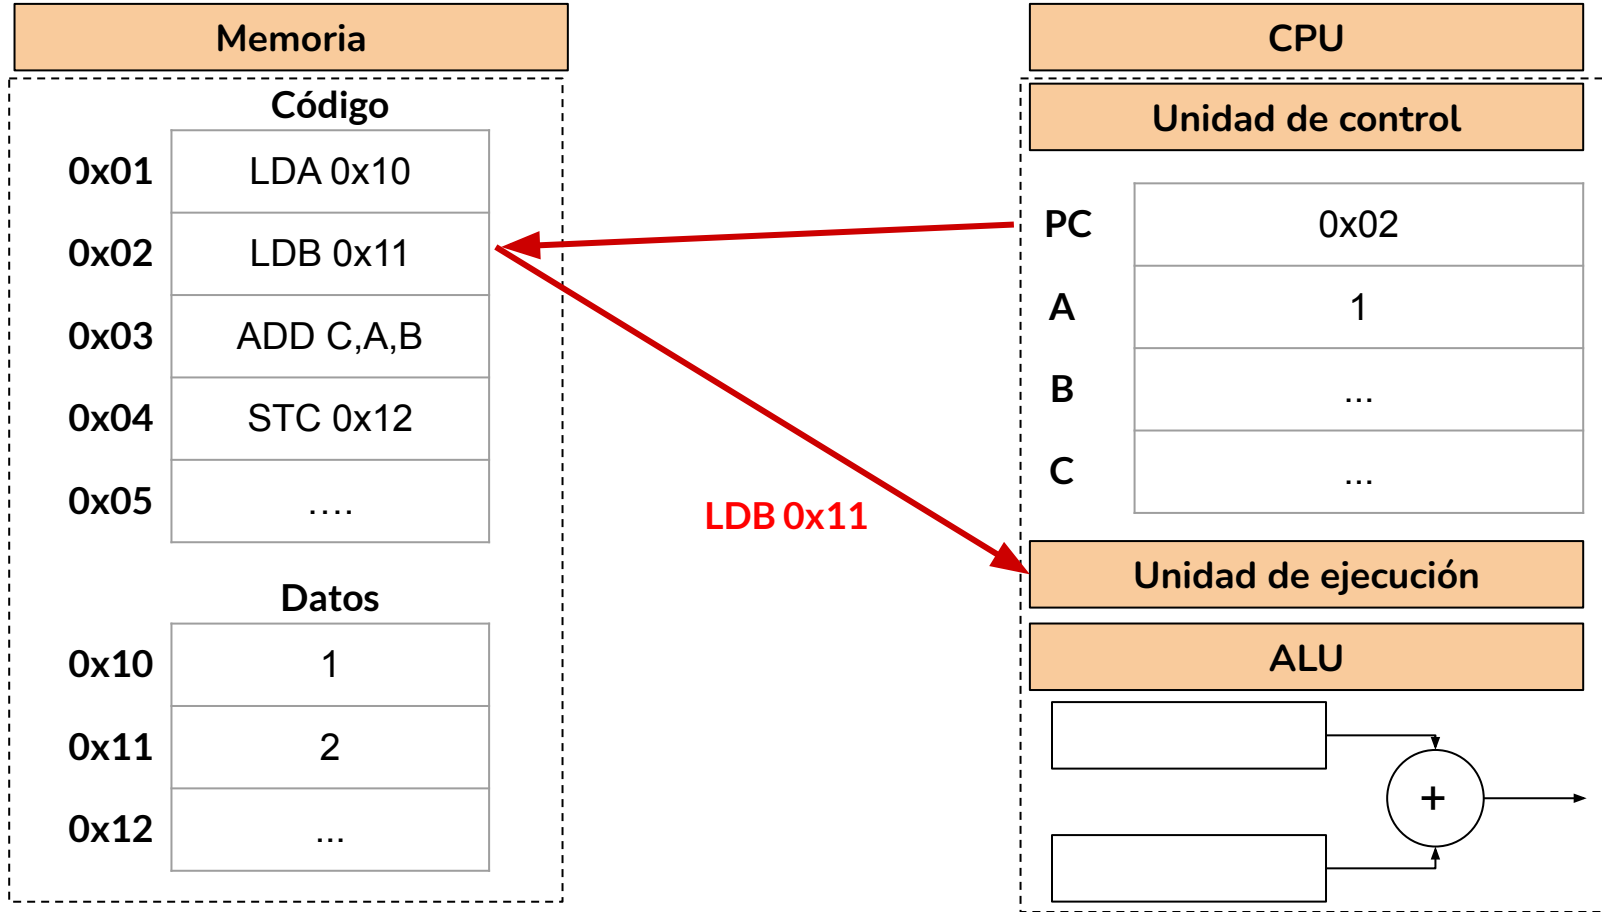 Memoria
Código
0x01 LDA 0x10
0x02 LDB 0x11
0x03 ADD C,A,B
0x04 STC 0x12
0x05 ....
Datos
0x10 1
0x11 2
0x12 ...
LDB 0x11
CPU
Unidad de control
PC 0x02
A 1
B ...
C ...
Unidad de ejecución
ALU
+